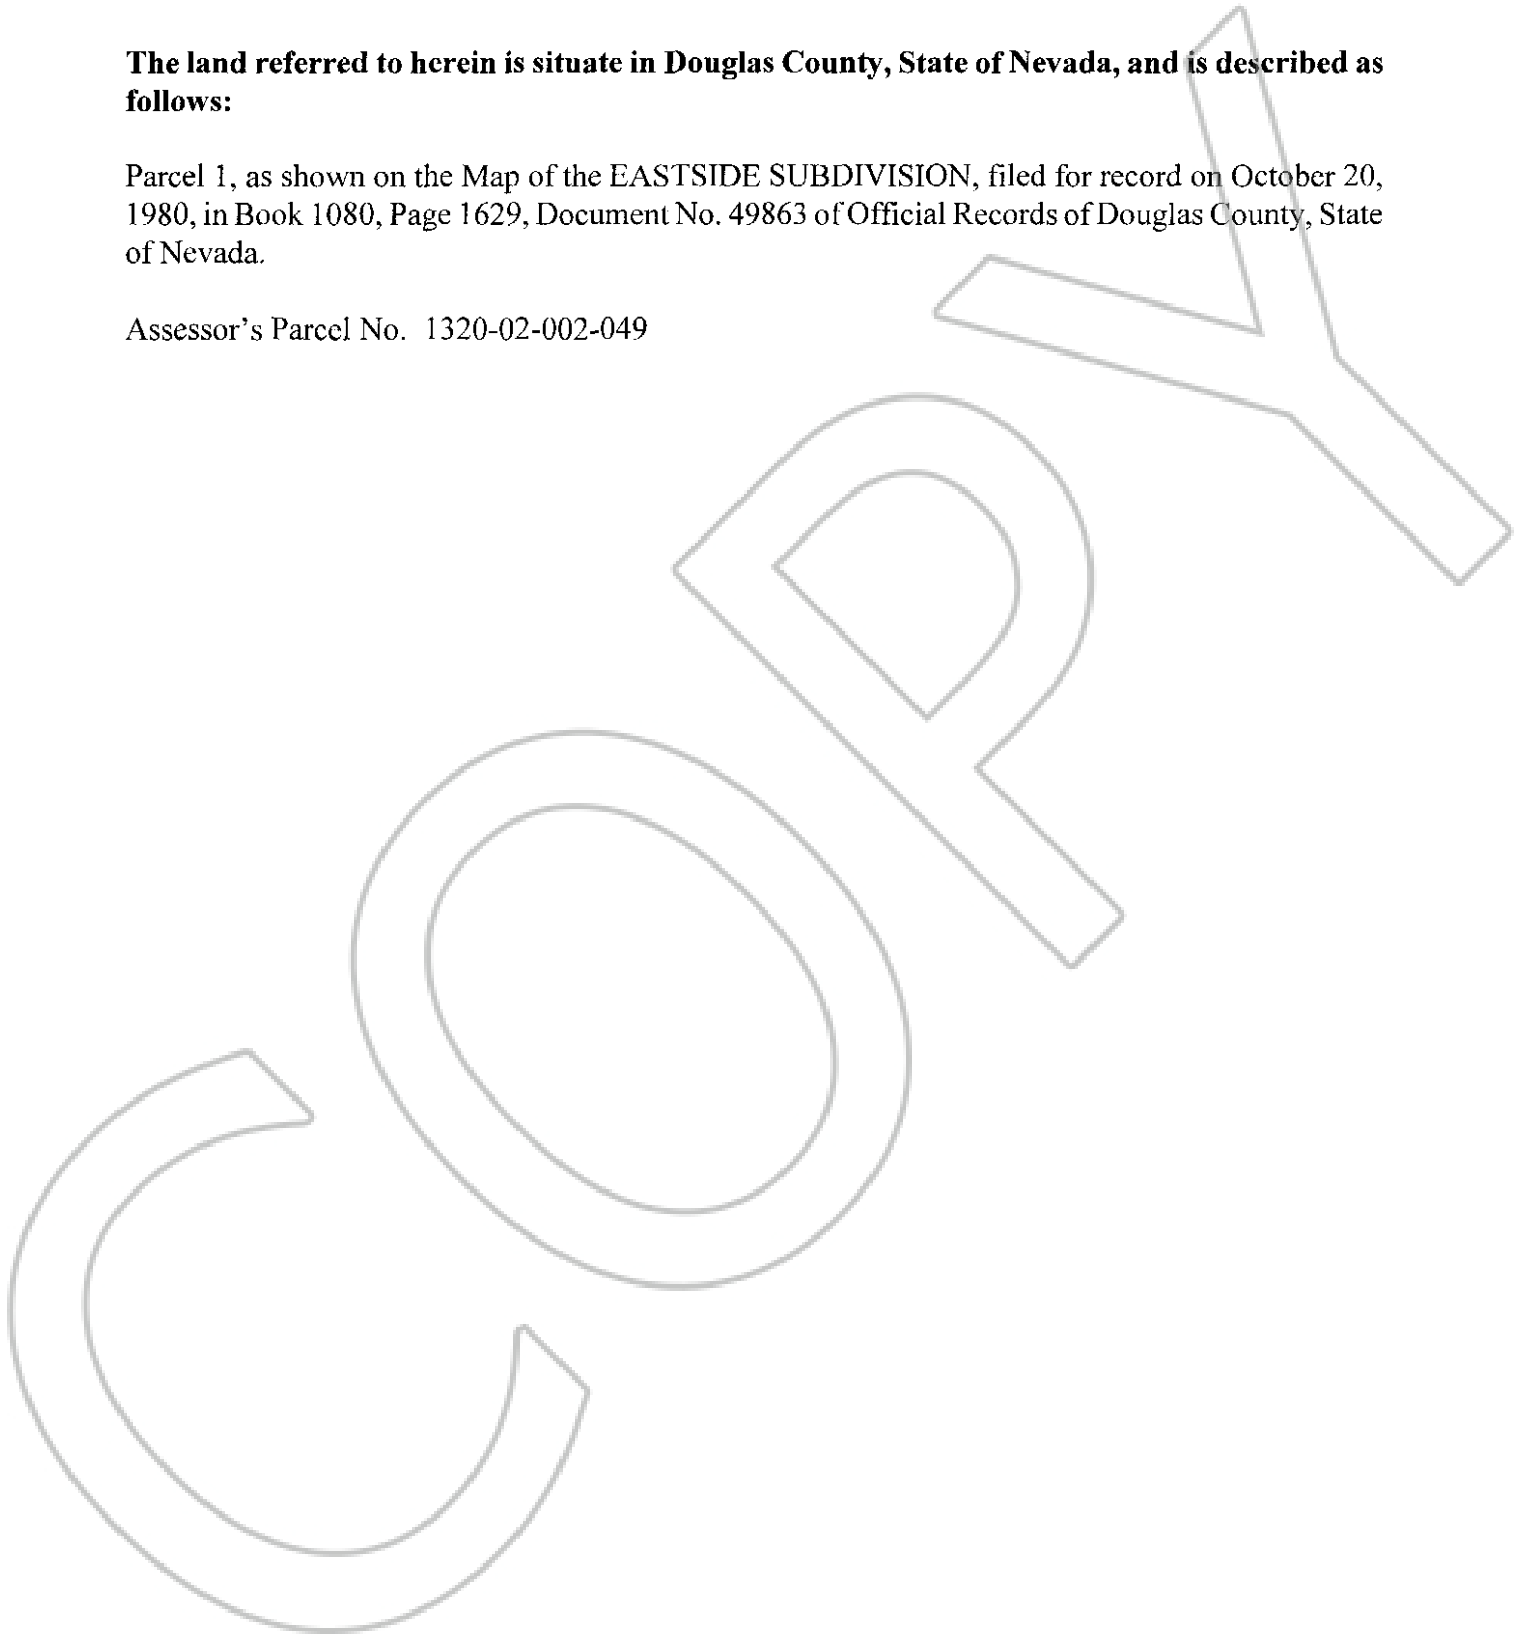 The land referred to herein is situate in Douglas County, State of Nevada, and is described as
follows:
Parcel 1, as shown on the Map of the EASTSIDE SUBDIVISION, filed for record on October 20,
1980, in Book 1080, Page 1629, Document No. 49863 of Official Records of Douglas County, State
of Nevada.
Assessor's Parcel No. 1320-02-002-049
COPY